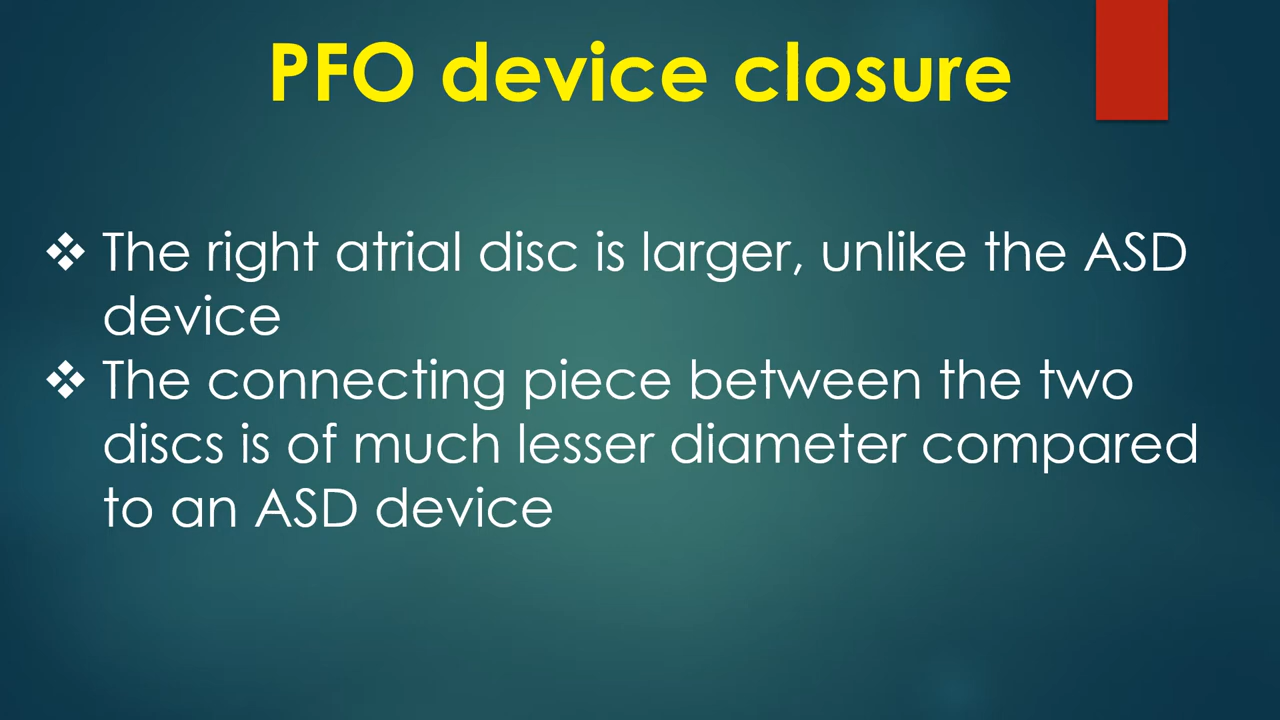 PFO device closure
❖ The right atrial disc is larger, unlike the ASD
device
❖ The connecting piece between the two
discs is of much lesser diameter compared
to an ASD device